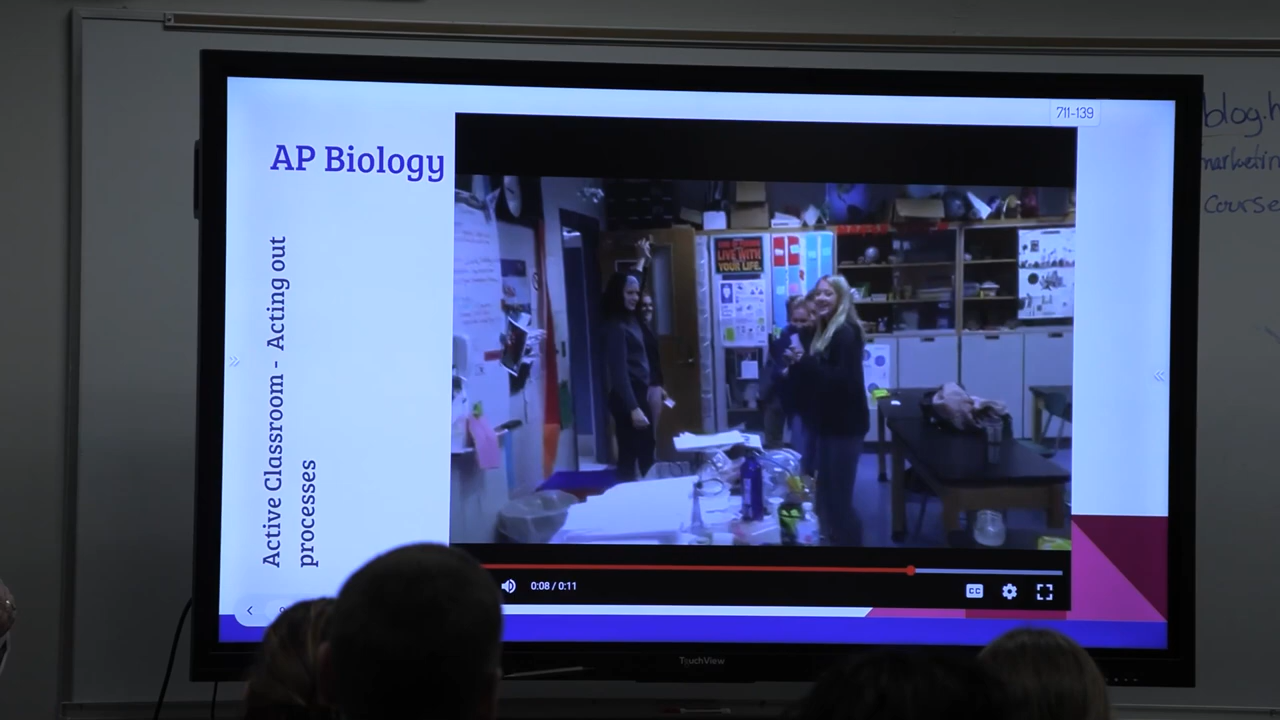 711-139
AP Biology
Active Classroom - Acting out
processes
LIVE WITH
YOUR LIFE.
0:08 / 0:11
CC
TouchView
blog.h
marketin
Course